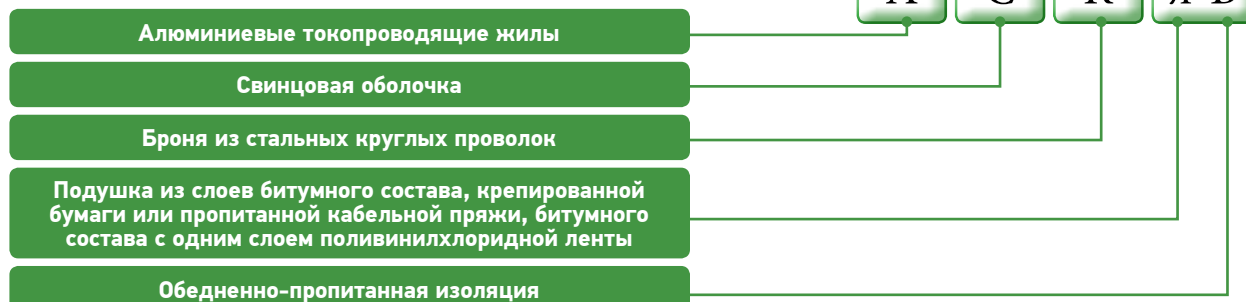 А С К
Алюминиевые токопроводящие жилы
Свинцовая оболочка
Броня из стальных круглых проволок
Подушка из слоев битумного состава, крепированной
бумаги или пропитанной кабельной пряжи, битумного
состава с одним слоем поливинилхлоридной ленты
Обедненно-пропитанная изоляция